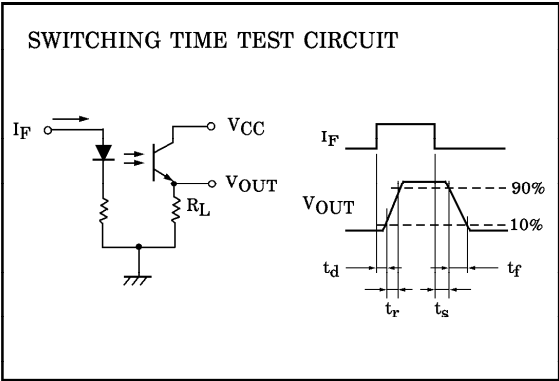 SWITCHING TIME TEST CIRCUIT
IF
VCC
VOUT
RL
IF
VOUT
90%
10%
td
tf
tr
ts